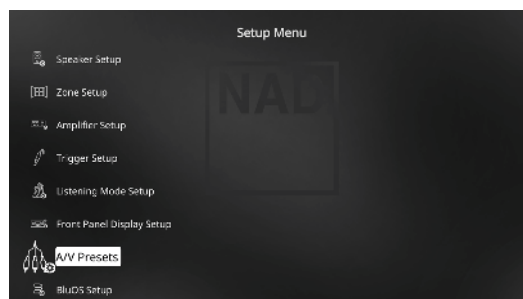 Setup Menu
Speaker Setup
Zone Setup
Amplifier Setup
Trigger Setup
Listening Mode Setup
Front Panel Display Setup
A/V Presets
BluOS Setup
NAD